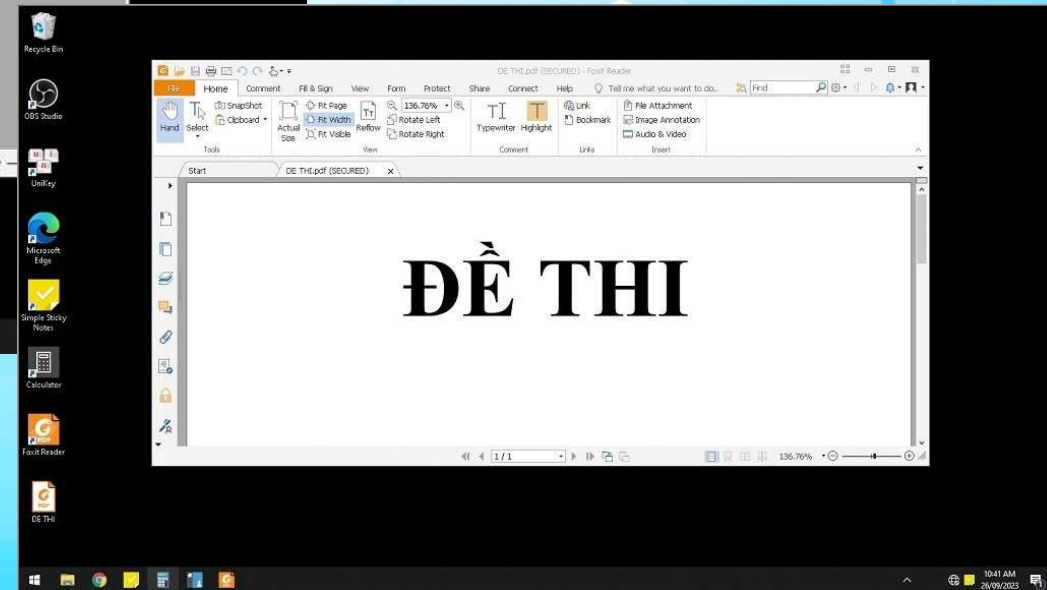 Recycle Bin
OBS Studio
UniKey
Microsoft
Edge
Simple Sticky
Notes
Calculator
Foxit Reader
DE THI
DE THI.pdf (SECURED) - Foxit Reader
File Home Comment Fill & Sign View Form Protect Share Connect Help Tell me what you want to do.. Find
Hand
Select
SnapShot
Clipboard
Tools
Actual
Size
Fit Page
Fit Width
Fit Visible
Reflow
136.76%
Rotate Left
Rotate Right
View
Typewriter
Highlight
Comment
Link
Bookmark
Links
File Attachment
Image Annotation
Audio & Video
Insert
Start DE THI.pdf (SECURED)
ĐỀ THI
1 / 1
136.76%
10:41 AM
26/09/2023